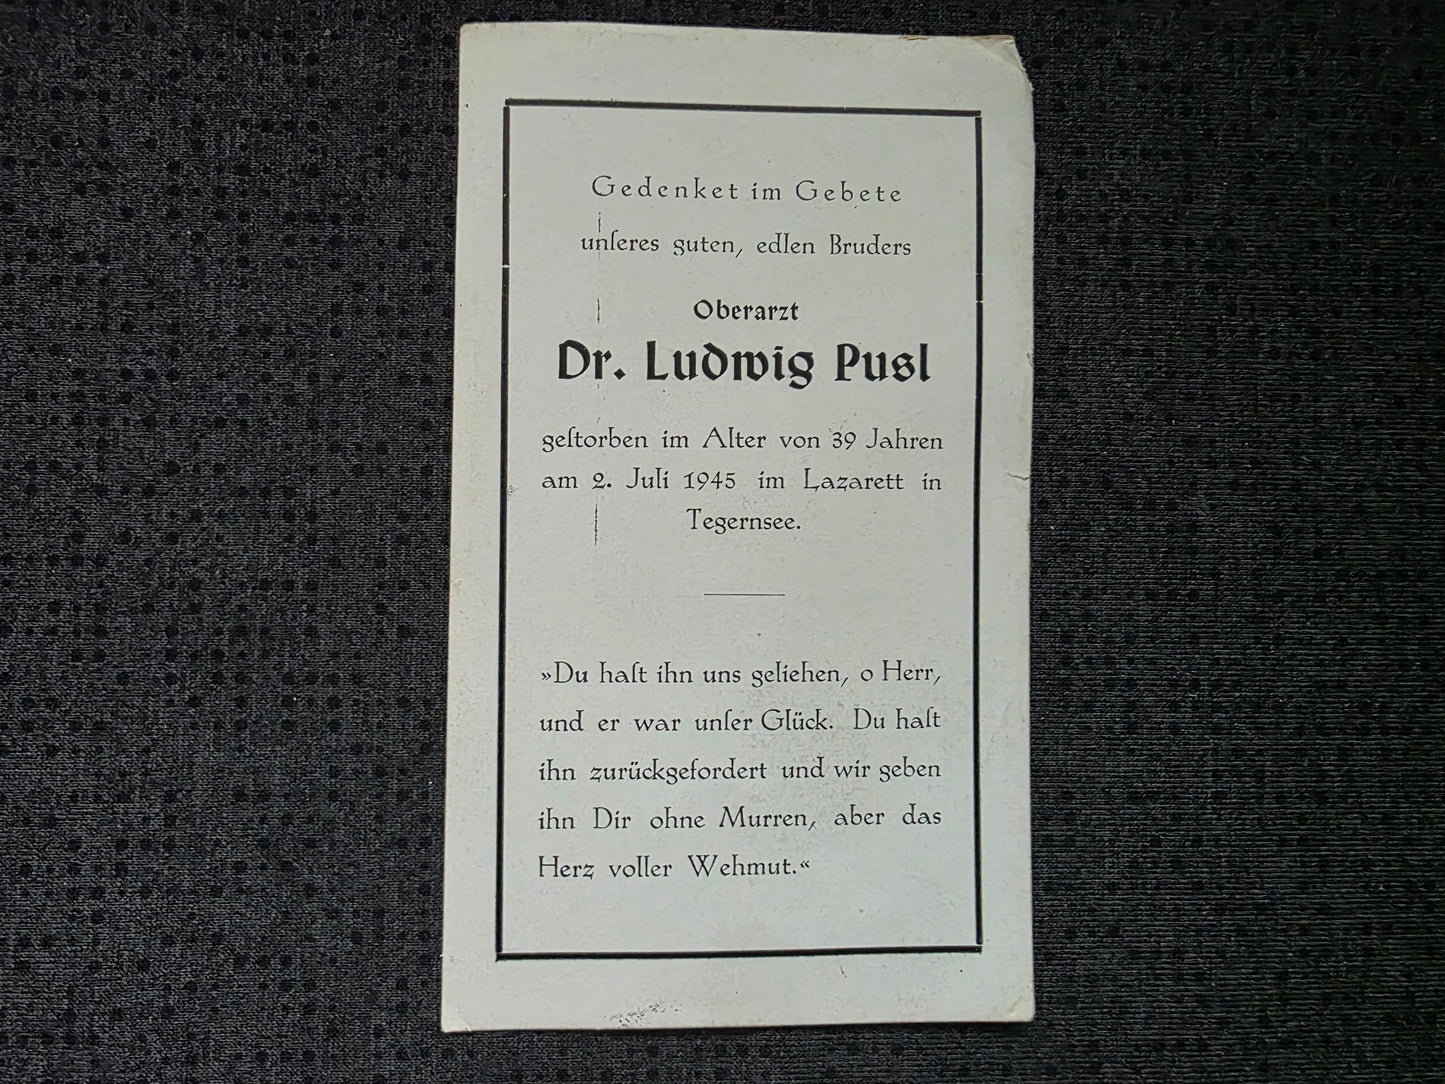 Gedenket im Gebete
unſeres guten, edlen Bruders
Oberarzt
Dr. Ludwig Pusl
geſtorben im Alter von 39 Jahren
am 2. Juli 1945 im Lazarett in
Tegernsee.
»Du haſt ihn uns geliehen, o Herr,
und er war unſer Glück. Du haſt
ihn zurückgefordert und wir geben
ihn Dir ohne Murren, aber das
Herz voller Wehmut.«